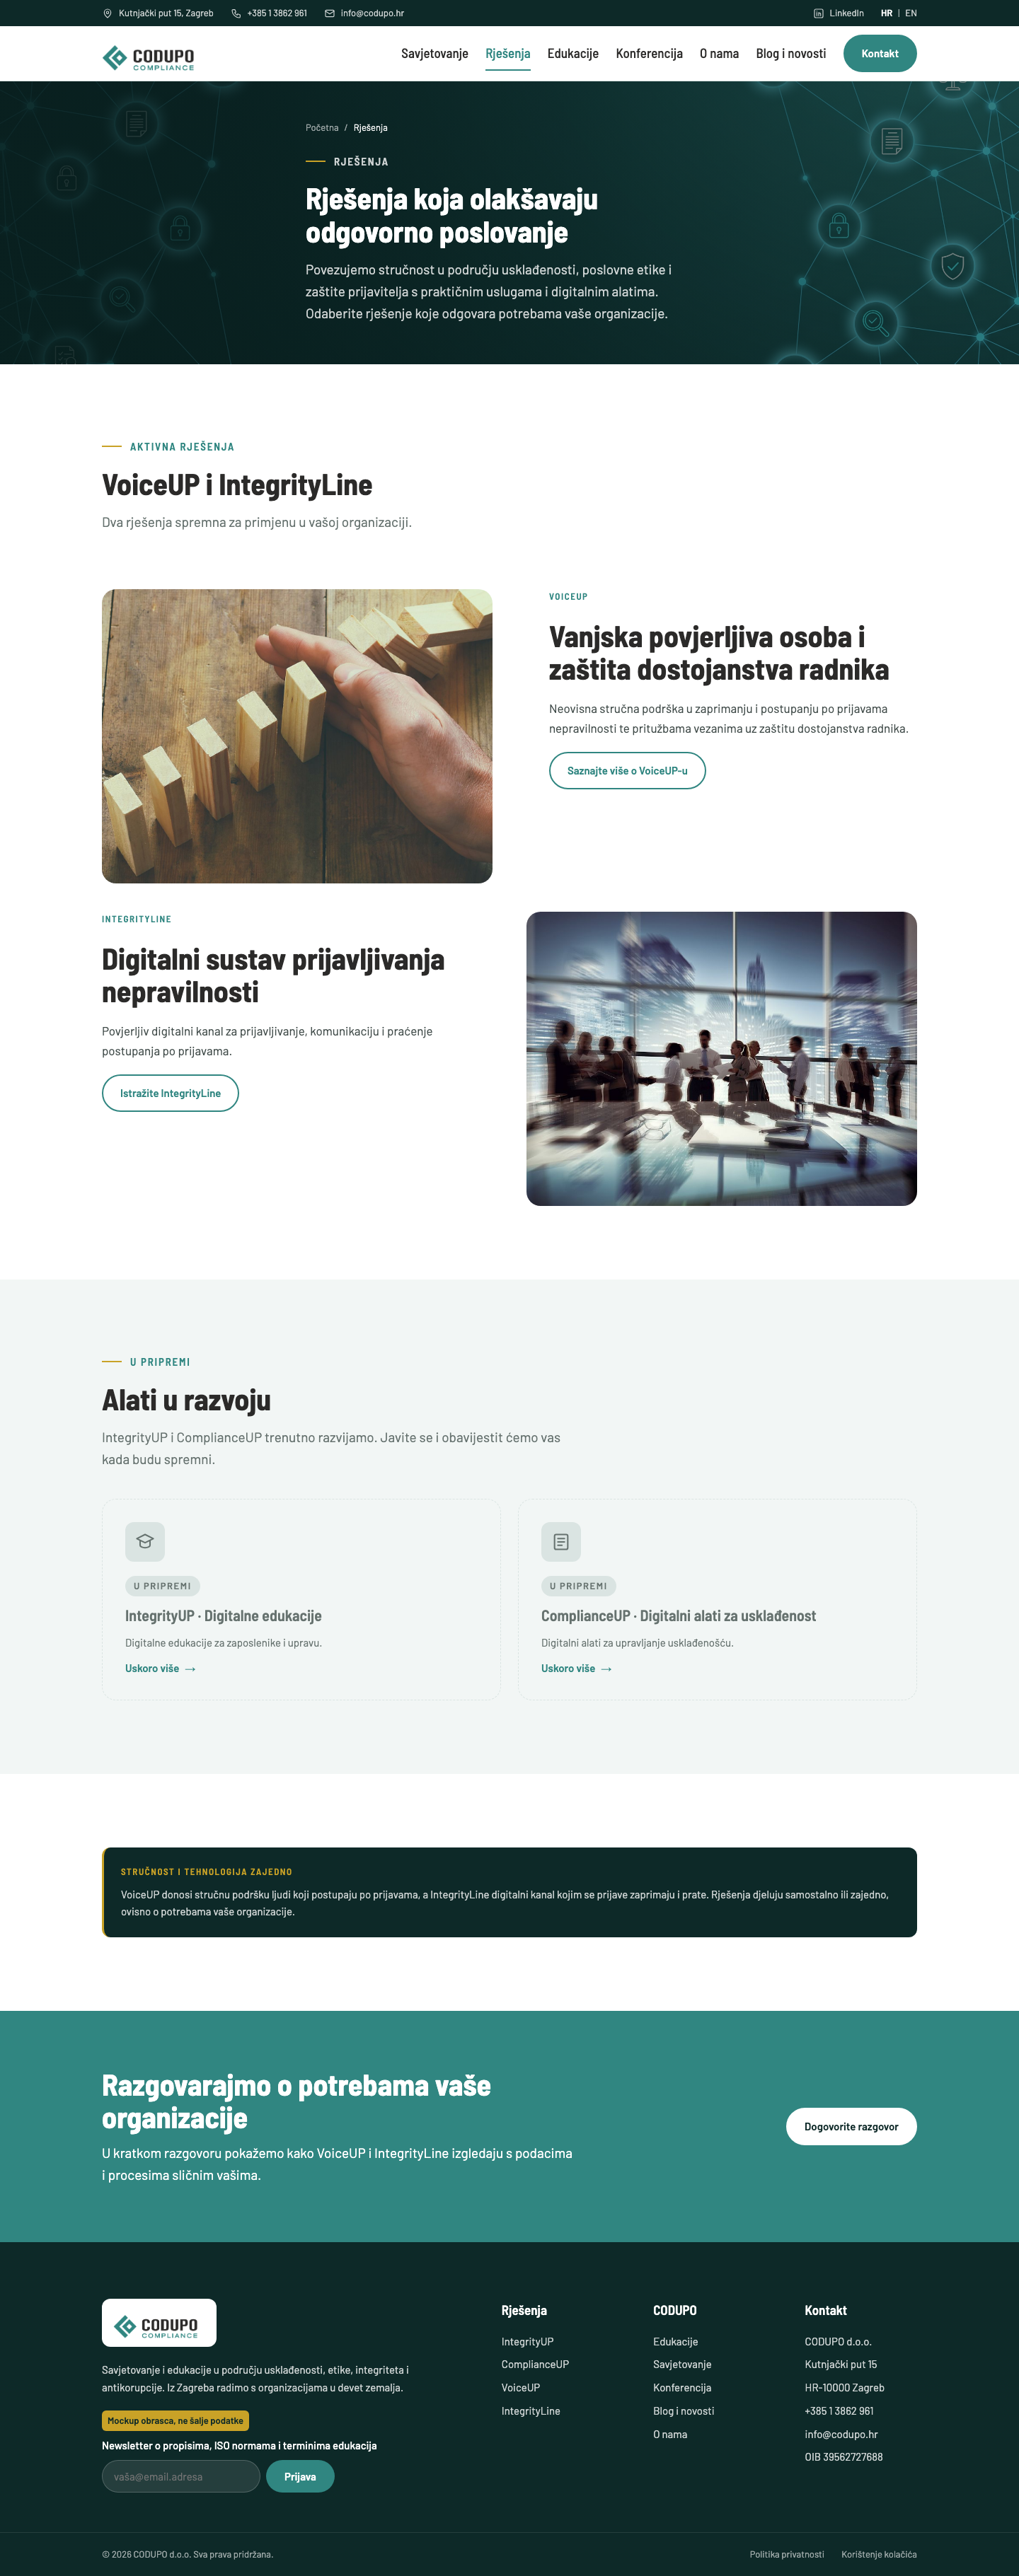 Kutnjački put 15, Zagreb
+385 1 3862 961
info@codupo.hr
LinkedIn
HR | EN
CODUPO
COMPLIANCE
Savjetovanje
Rješenja
Edukacije
Konferencija
O nama
Blog i novosti
Kontakt
Početna / Rješenja
RJEŠENJA
Rješenja koja olakšavaju
odgovorno poslovanje
Povezujemo stručnost u području usklađenosti, poslovne etike i
zaštite prijavitelja s praktičnim uslugama i digitalnim alatima.
Odaberite rješenje koje odgovara potrebama vaše organizacije.
AKTIVNA RJEŠENJA
VoiceUP i IntegrityLine
Dva rješenja spremna za primjenu u vašoj organizaciji.
VOICEUP
Vanjska povjerljiva osoba i
zaštita dostojanstva radnika
Neovisna stručna podrška u zaprimanju i postupanju po prijavama
nepravilnosti te pritužbama vezanima uz zaštitu dostojanstva radnika.
Saznajte više o VoiceUP-u
INTEGRITYLINE
Digitalni sustav prijavljivanja
nepravilnosti
Povjerljiv digitalni kanal za prijavljivanje, komunikaciju i praćenje
postupanja po prijavama.
Istražite IntegrityLine
U PRIPREMI
Alati u razvoju
IntegrityUP i ComplianceUP trenutno razvijamo. Javite se i obavijestit ćemo vas
kada budu spremni.
U PRIPREMI
IntegrityUP · Digitalne edukacije
Digitalne edukacije za zaposlenike i upravu.
Uskoro više →
U PRIPREMI
ComplianceUP · Digitalni alati za usklađenost
Digitalni alati za upravljanje usklađenošću.
Uskoro više →
STRUČNOST I TEHNOLOGIJA ZAJEDNO
VoiceUP donosi stručnu podršku ljudi koji postupaju po prijavama, a IntegrityLine digitalni kanal kojim se prijave zaprimaju i prate. Rješenja djeluju samostalno ili zajedno,
ovisno o potrebama vaše organizacije.
Razgovarajmo o potrebama vaše
organizacije
U kratkom razgovoru pokažemo kako VoiceUP i IntegrityLine izgledaju s podacima
i procesima sličnim vašima.
Dogovorite razgovor
CODUPO
COMPLIANCE
Savjetovanje i edukacije u području usklađenosti, etike, integriteta i
antikorupcije. Iz Zagreba radimo s organizacijama u devet zemalja.
Mockup obrasca, ne šalje podatke
Newsletter o propisima, ISO normama i terminima edukacija
vaša@email.adresa
Prijava
Rješenja
IntegrityUP
ComplianceUP
VoiceUP
IntegrityLine
CODUPO
Edukacije
Savjetovanje
Konferencija
Blog i novosti
O nama
Kontakt
CODUPO d.o.o.
Kutnjački put 15
HR-10000 Zagreb
+385 1 3862 961
info@codupo.hr
OIB 39562727688
© 2026 CODUPO d.o.o. Sva prava pridržana.
Politika privatnosti
Korištenje kolačića